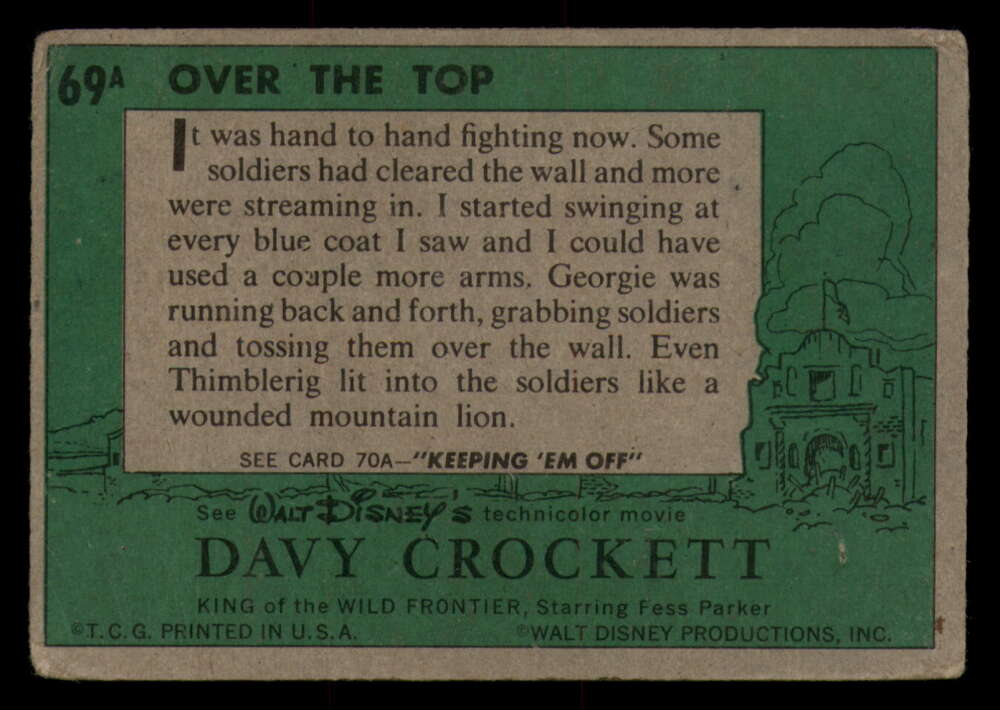 69A OVER THE TOP
It was hand to hand fighting now. Some
soldiers had cleared the wall and more
were streaming in. I started swinging at
every blue coat I saw and I could have
used a couple more arms. Georgie was
running back and forth, grabbing soldiers
and tossing them over the wall. Even
Thimblerig lit into the soldiers like a
wounded mountain lion.
SEE CARD 70A—"KEEPING 'EM OFF"
See WALT DISNEY'S technicolor movie
DAVY CROCKETT
KING of the WILD FRONTIER, Starring Fess Parker
©T.C.G. PRINTED IN U.S.A. ©WALT DISNEY PRODUCTIONS, INC.